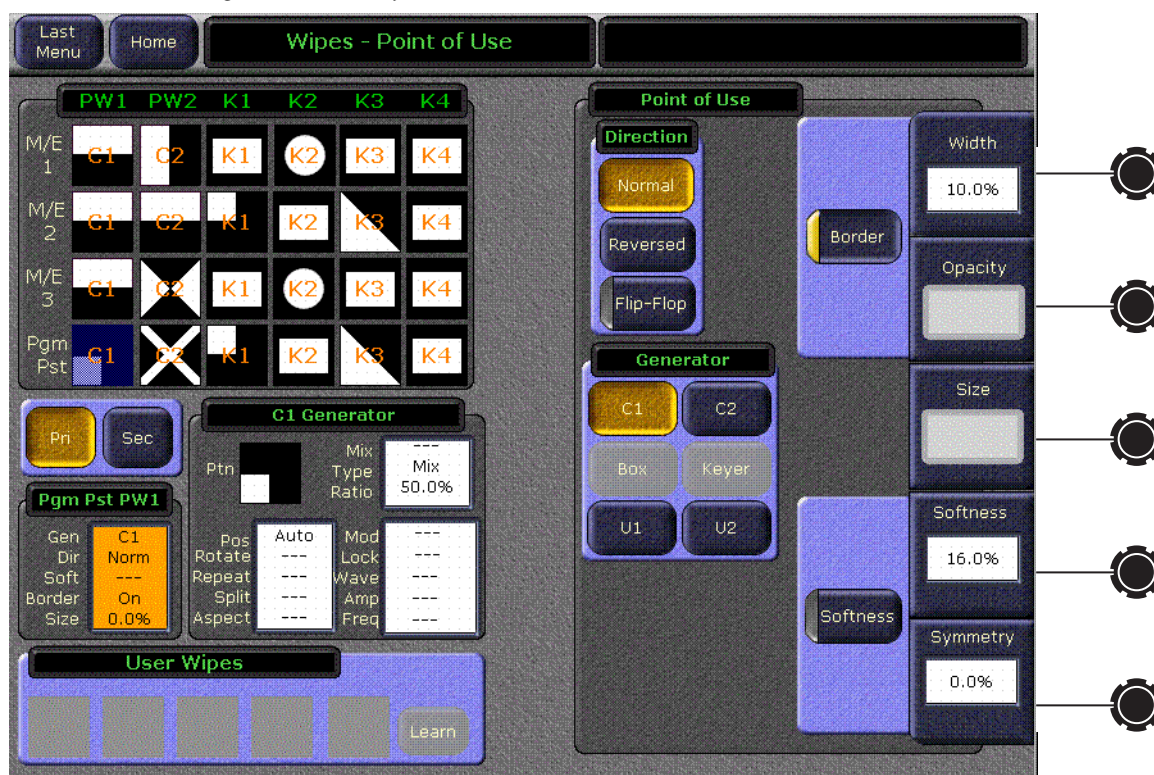 Last Menu
Home
Wipes - Point of Use
PW1 PW2 K1 K2 K3 K4
M/E 1
C1 C2 K1 K2 K3 K4
M/E 2
C1 C2 K1 K2 K3 K4
M/E 3
C1 C2 K1 K2 K3 K4
Pgm Pst
C1 C2 K1 K2 K3 K4
Pri
Sec
Pgm Pst PW1
Gen C1
Dir Norm
Soft ---
Border On
Size 0.0%
C1 Generator
Ptn
Mix ---
Type Mix
Ratio 50.0%
Pos Auto
Rotate ---
Repeat ---
Split ---
Aspect ---
Mod ---
Lock ---
Wave ---
Amp ---
Freq ---
User Wipes
Learn
Point of Use
Direction
Normal
Reversed
Flip-Flop
Generator
C1
C2
Box
Keyer
U1
U2
Border
Softness
Width
10.0%
Opacity
Size
Softness
16.0%
Symmetry
0.0%